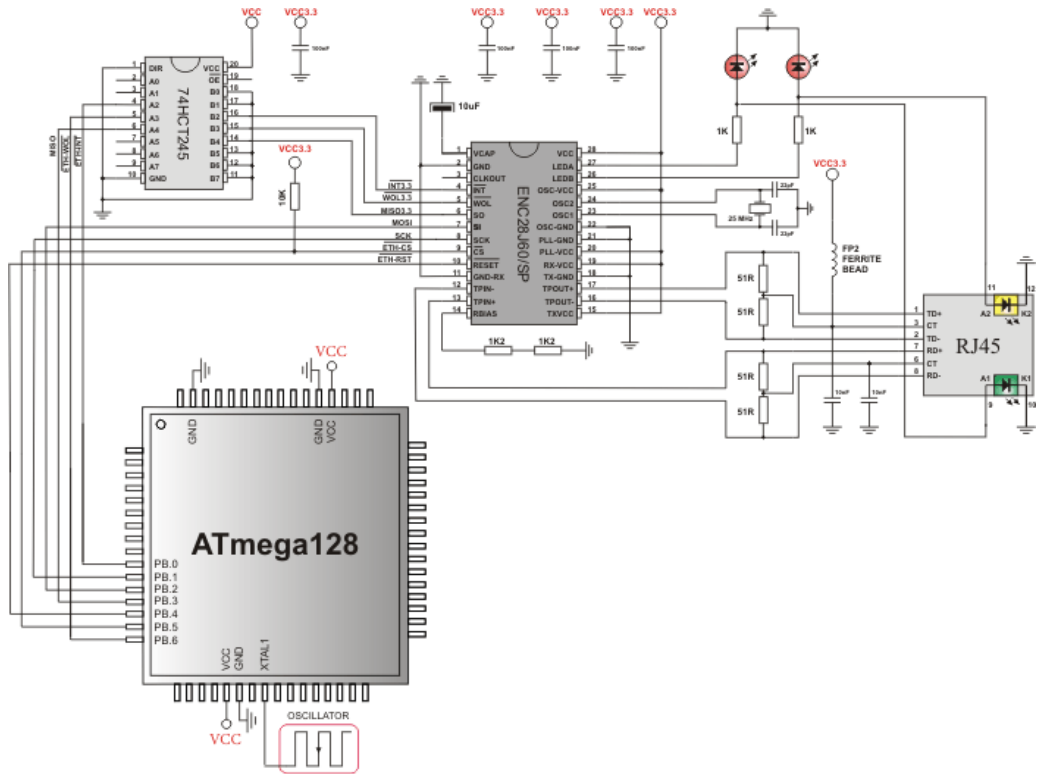 VCC
VCC3.3
100nF
VCC3.3
VCC3.3
VCC3.3
VCC3.3
100nF
100nF
100nF
74HCT245
1 DIR VCC 20
2 A0 OE 19
3 A1 B0 18
4 A2 B1 17
5 A3 B2 16
6 A4 B3 15
7 A5 B4 14
8 A6 B5 13
9 A7 B6 12
10 GND B7 11
MISO
ETH-WOL
ETH-INT
VCC3.3
10K
10uF
INT3.3
WOL3.3
MISO3.3
MOSI
SCK
ETH-CS
ETH-RST
ENC28J60/SP
1 VCAP VCC 28
2 GND LEDA 27
3 CLKOUT LEDB 26
4 INT OSC-VCC 25
5 WOL OSC2 24
6 SO OSC1 23
7 SI OSC-GND 22
8 SCK PLL-GND 21
9 CS PLL-VCC 20
10 RESET RX-VCC 19
11 GND-RX TX-GND 18
12 TPIN- TPOUT+ 17
13 TPIN+ TPOUT- 16
14 RBIAS TXVCC 15
1K2 1K2
1K
1K
22pF
25 MHz
22pF
VCC3.3
FP2
FERRITE
BEAD
51R
51R
51R
51R
10nF
10nF
11 12
A2 K2
1 TD+
3 CT
2 TD-
7 RD+
6 CT
8 RD-
RJ45
A1 K1
9 10
VCC
GND
GND
VCC
ATmega128
PB.0
PB.1
PB.2
PB.3
PB.4
PB.5
PB.6
VCC
GND
XTAL1
VCC
OSCILLATOR